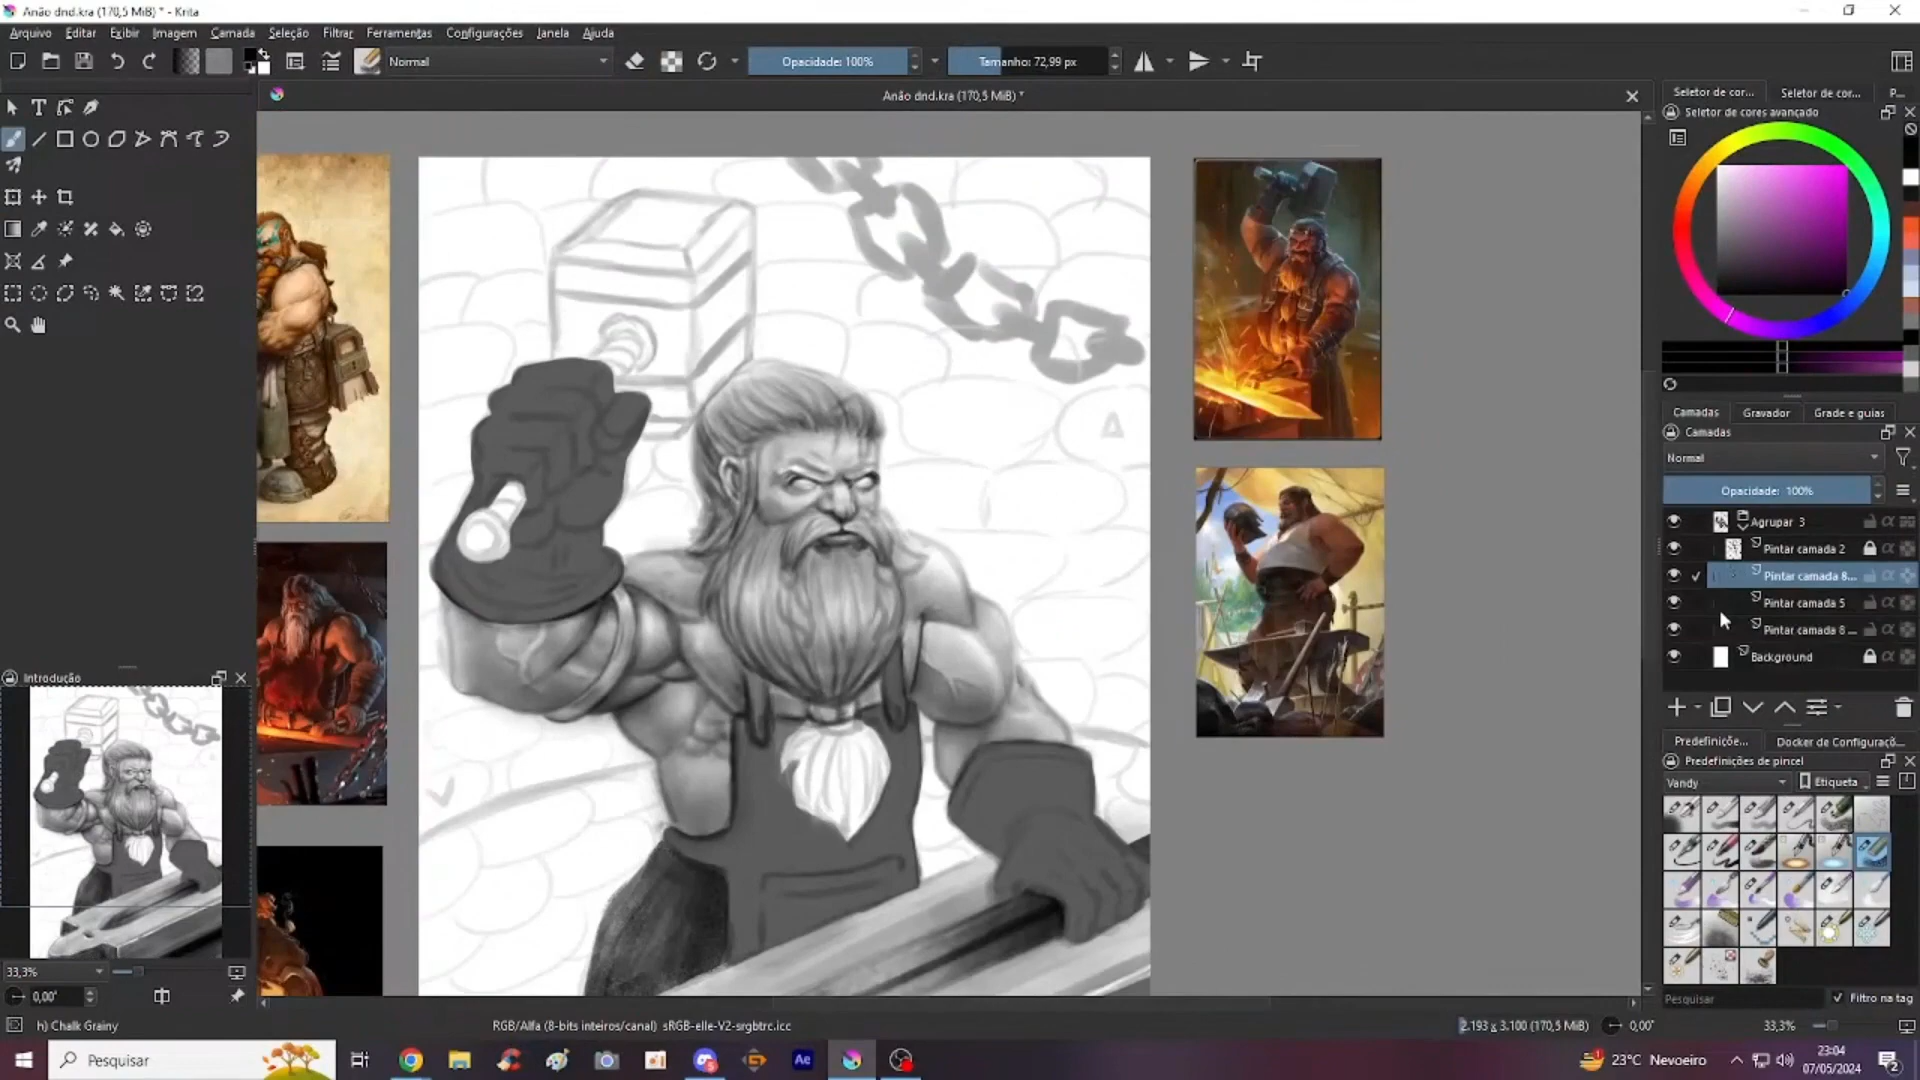 Anão dnd.kra (170,5 MiB) * - Krita
Arquivo Editar Exibir Imagem Camada Seleção Filtrar Ferramentas Configurações Janela Ajuda
Normal
Opacidade: 100%
Tamanho: 72,99 px
Anão dnd.kra (170,5 MiB) *
Seletor de cor... Seletor de cor... P...
Seletor de cores avançado
Camadas Gravador Grade e guias
Camadas
Normal
Opacidade: 100%
Agrupar 3
Pintar camada 2
Pintar camada 8...
Pintar camada 5
Pintar camada 8 ...
Background
Introdução
Predefiniçõe... Docker de Configuraçõ...
Predefinições de pincel
Vandy
Etiqueta
Pesquisar
Filtro na tag
33,3%
0,00°
h) Chalk Grainy
RGB/Alfa (8-bits inteiros/canal) sRGB-elle-V2-srgbtrc.icc
2.193 x 3.100 (170,5 MiB)
0,00°
33,3%
Pesquisar
Ae
23°C Nevoeiro
23:04
07/05/2024
2